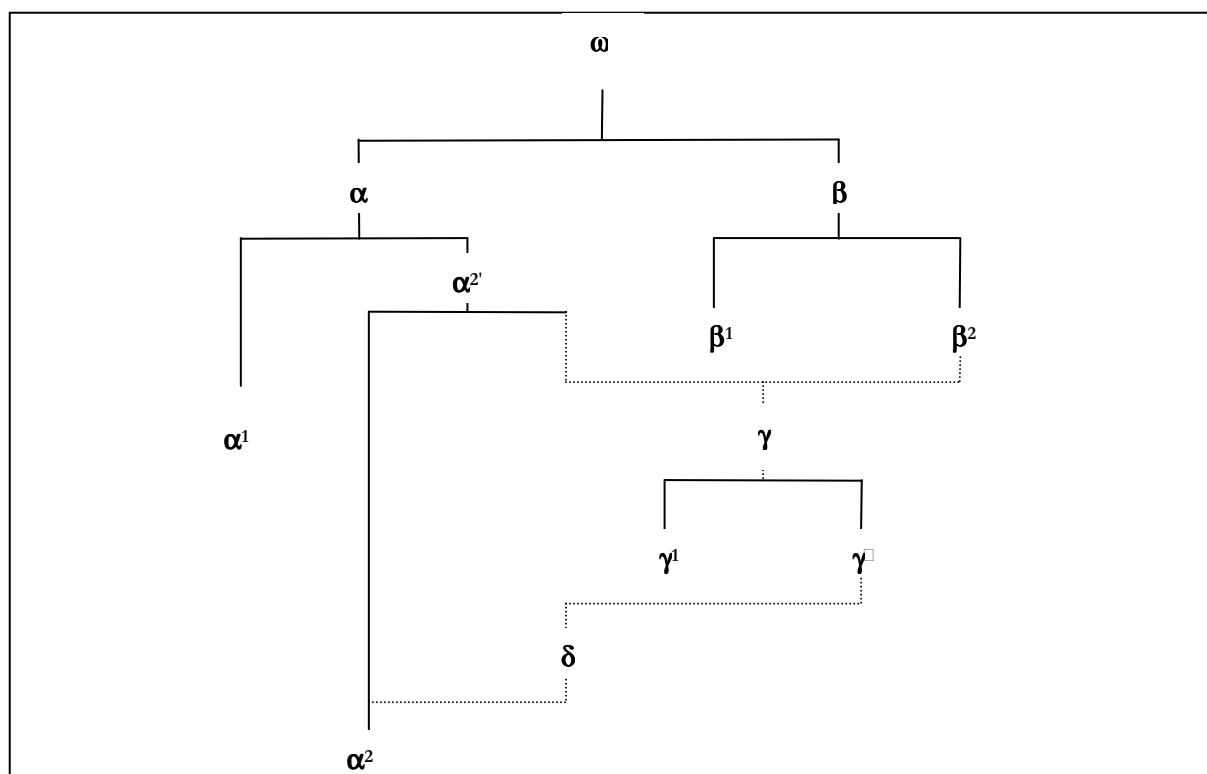 ω
α β
α²'
β¹ β²
α¹ γ
γ¹ γ□
δ
α²